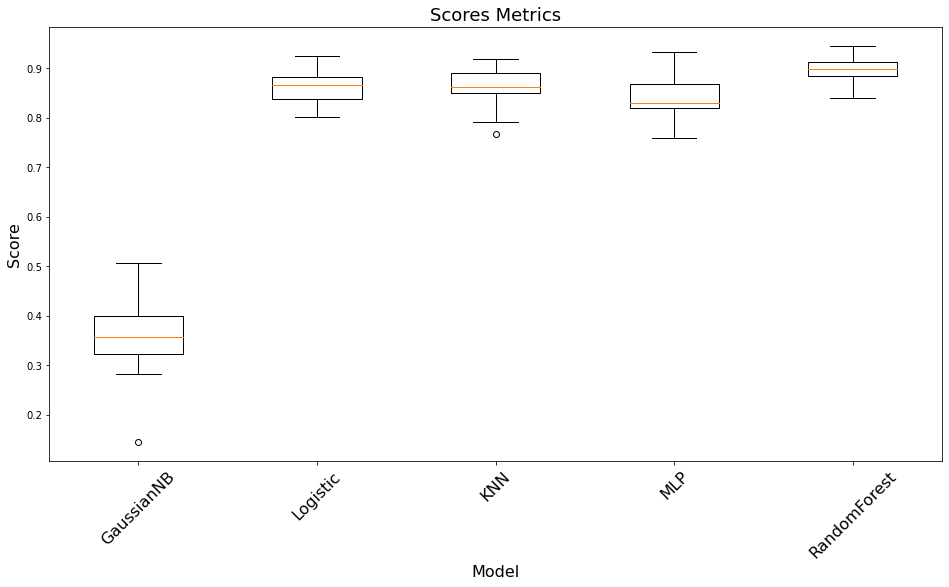 Scores Metrics
Score
0.9
0.8
0.7
0.6
0.5
0.4
0.3
0.2
GaussianNB
Logistic
KNN
MLP
RandomForest
Model